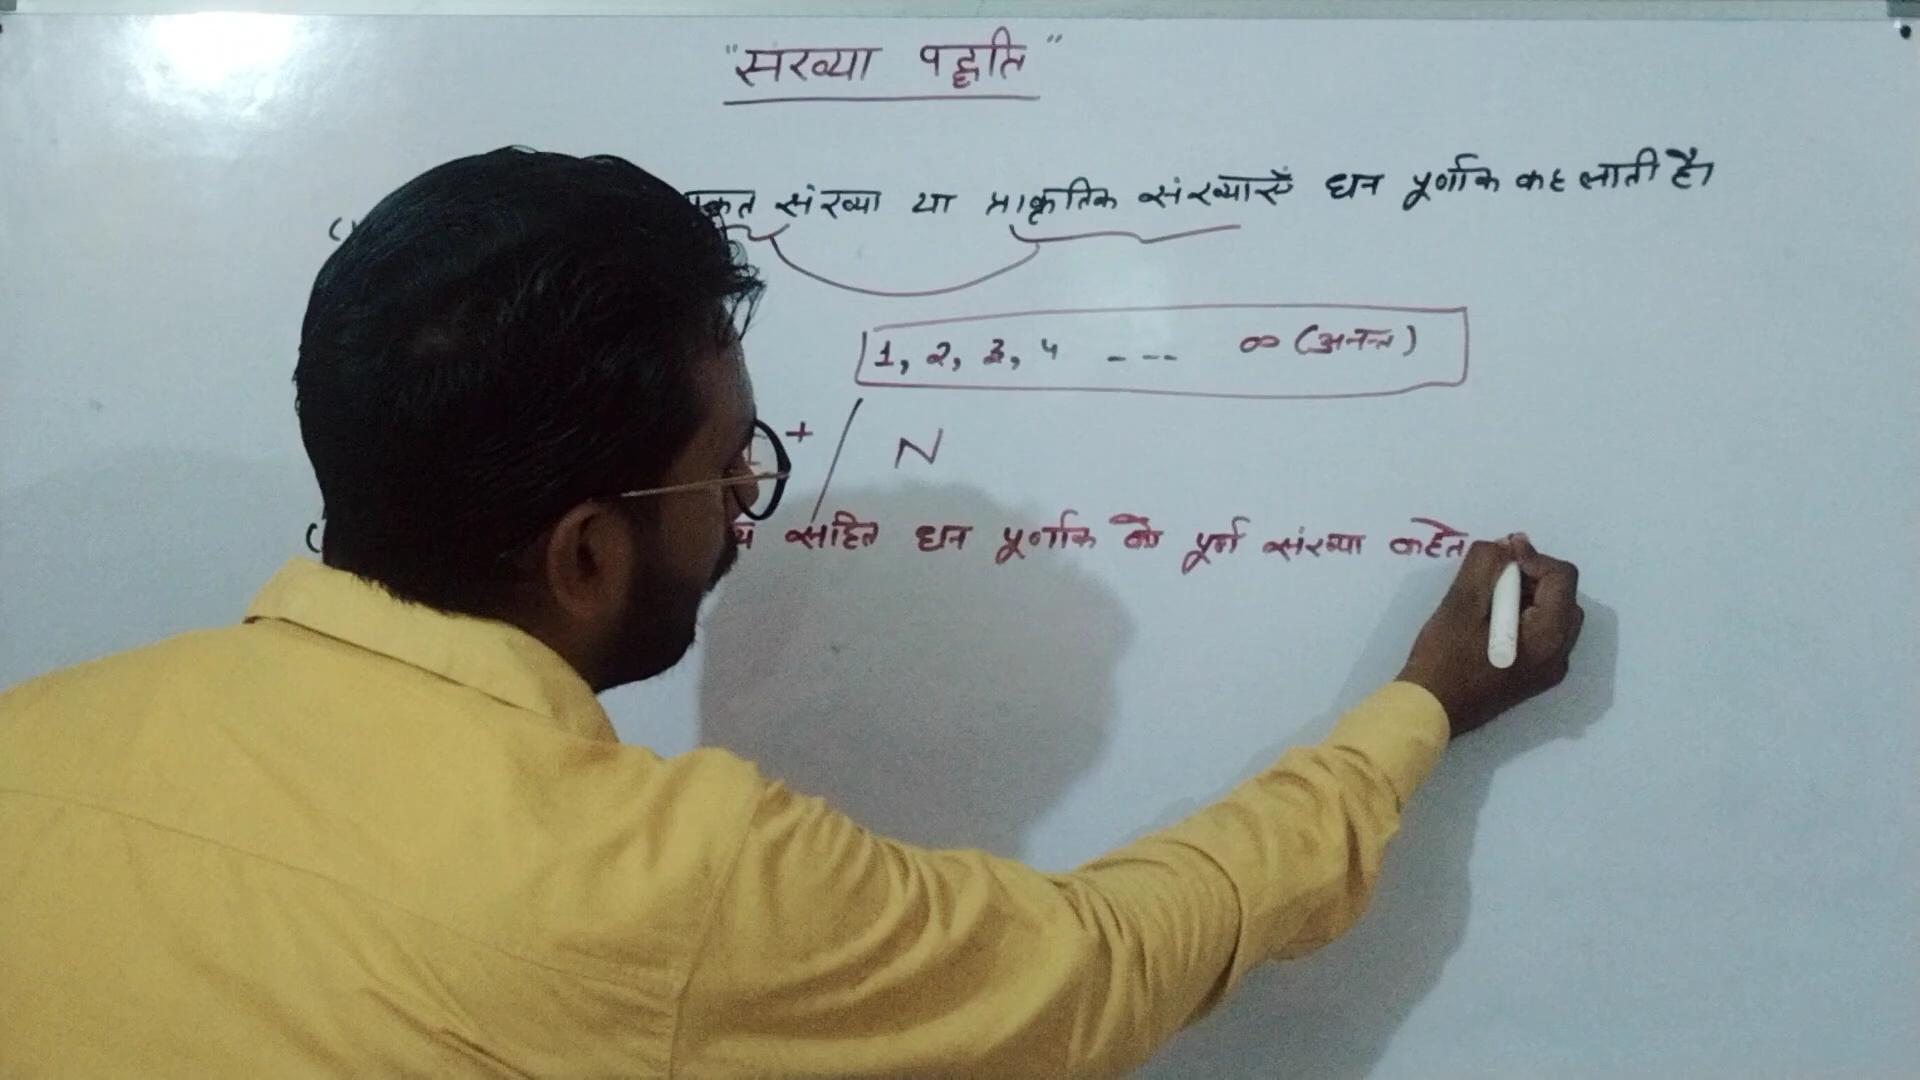 "संख्या पद्धति"
संख्या या प्राकृतिक संख्याएँ धन पूर्णांक कहलाती है।
1, 2, 3, 4 - - - ∞ (अनन्त)
+ / N
सहित धन पूर्णांक को पूर्ण संख्या कहते